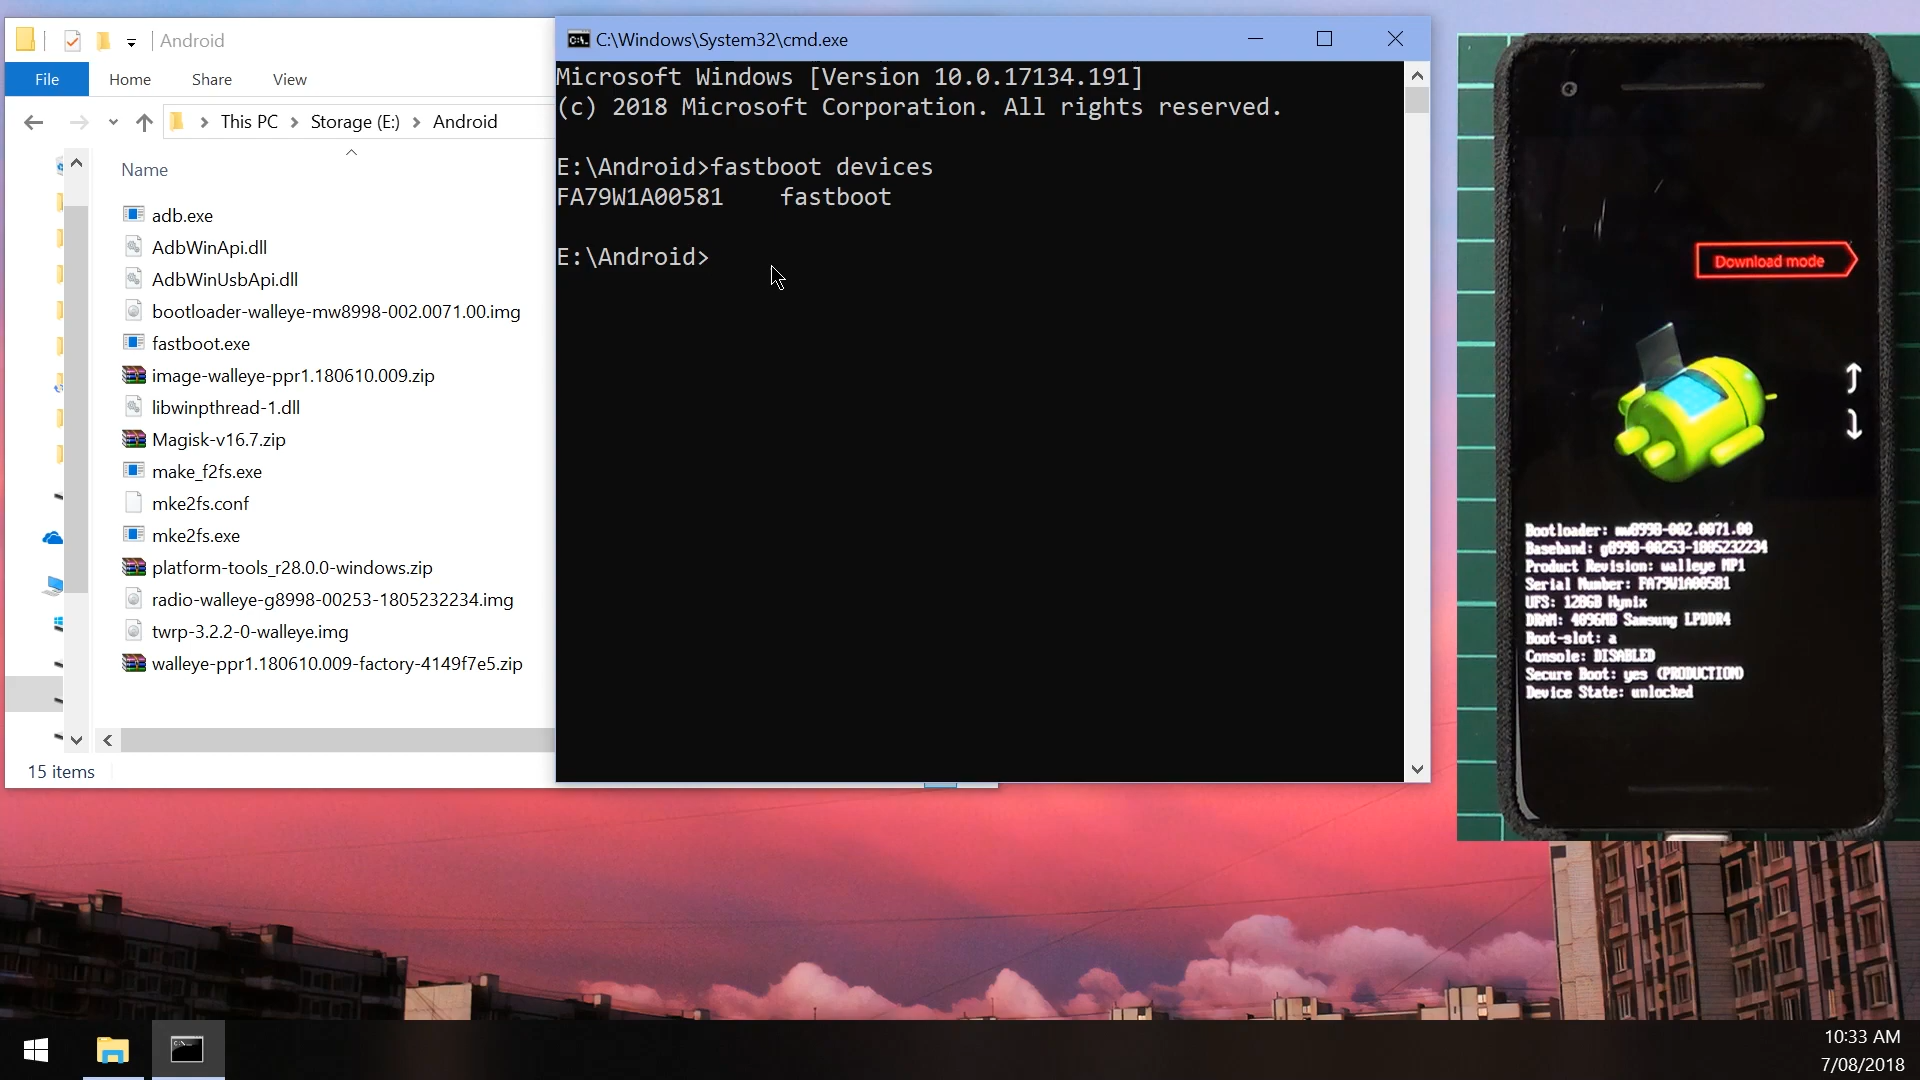 Android
File
Home
Share
View
This PC
Storage (E:)
Android
Name
adb.exe
AdbWinApi.dll
AdbWinUsbApi.dll
bootloader-walleye-mw8998-002.0071.00.img
fastboot.exe
image-walleye-ppr1.180610.009.zip
libwinpthread-1.dll
Magisk-v16.7.zip
make_f2fs.exe
mke2fs.conf
mke2fs.exe
platform-tools_r28.0.0-windows.zip
radio-walleye-g8998-00253-1805232234.img
twrp-3.2.2-0-walleye.img
walleye-ppr1.180610.009-factory-4149f7e5.zip
15 items
C:\Windows\System32\cmd.exe
Microsoft Windows [Version 10.0.17134.191]
(c) 2018 Microsoft Corporation. All rights reserved.
E:\Android>fastboot devices
FA79W1A00581 fastboot
E:\Android>
Download mode
Bootloader: mw8998-002.0071.00
Baseband: g8998-00253-1805232234
Product Revision: walleye MP1
Serial Number: FA79W1A00581
UFS: 128GB Hynix
DRAM: 4096MB Samsung LPDDR4
Boot-slot: a
Console: DISABLED
Secure Boot: yes (PRODUCTION)
Device State: unlocked
10:33 AM
7/08/2018